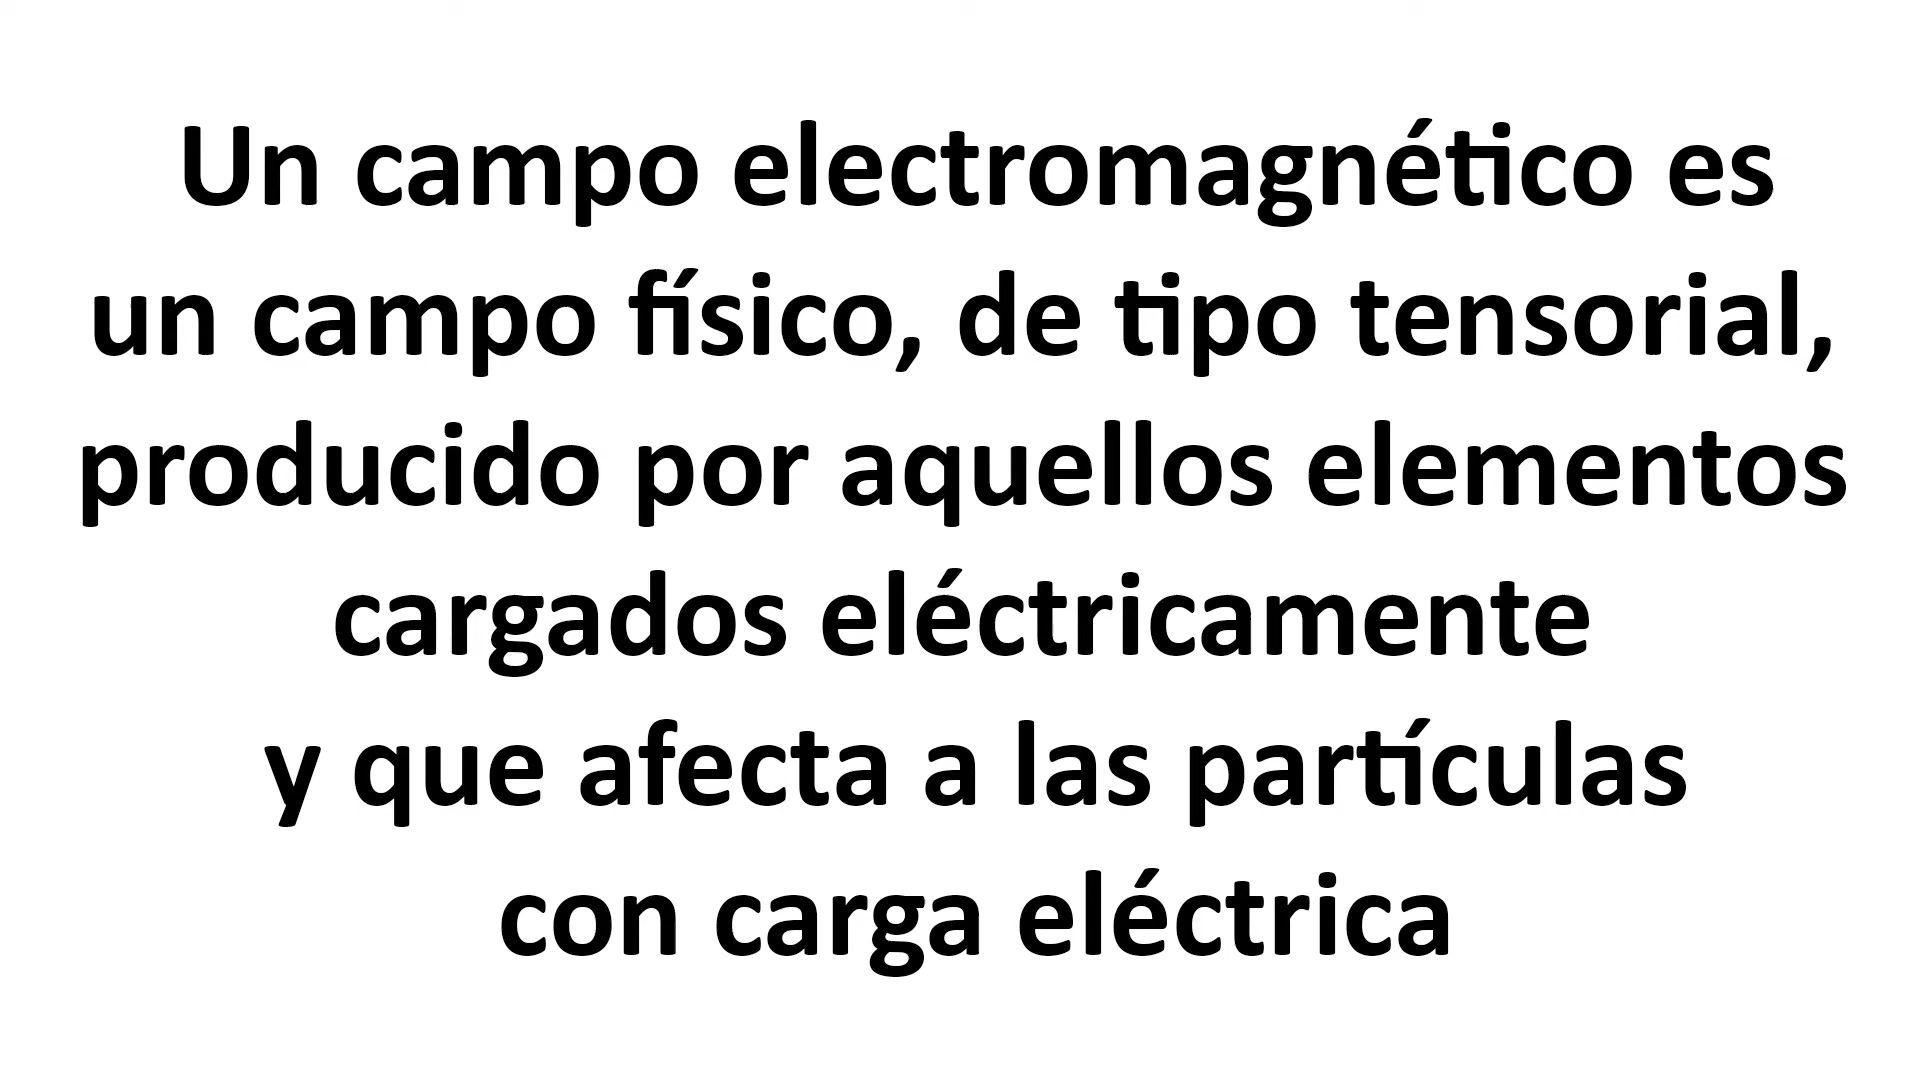 Un campo electromagnético es
un campo físico, de tipo tensorial,
producido por aquellos elementos
cargados eléctricamente
y que afecta a las partículas
con carga eléctrica